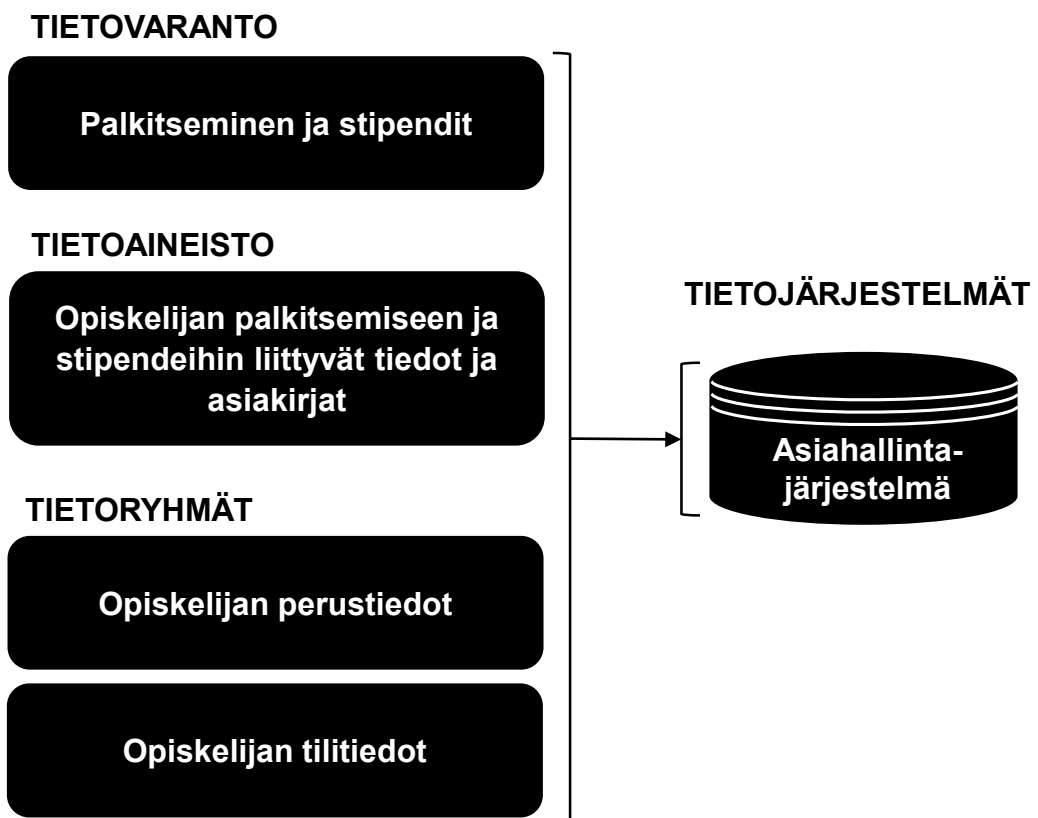 TIETOVARANTO
Palkitseminen ja stipendit
TIETOAINEISTO
Opiskelijan palkitsemiseen ja
stipendeihin liittyvät tiedot ja
asiakirjat
TIETORYHMÄT
Opiskelijan perustiedot
Opiskelijan tilitiedot
TIETOJÄRJESTELMÄT
Asiahallinta-
järjestelmä